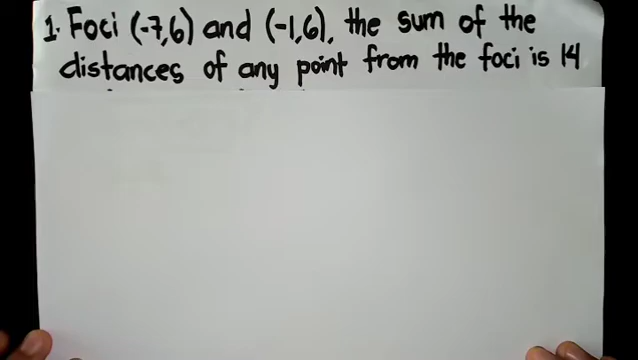 1. Foci (-7,6) and (-1,6), the sum of the
distances of any point from the foci is 14